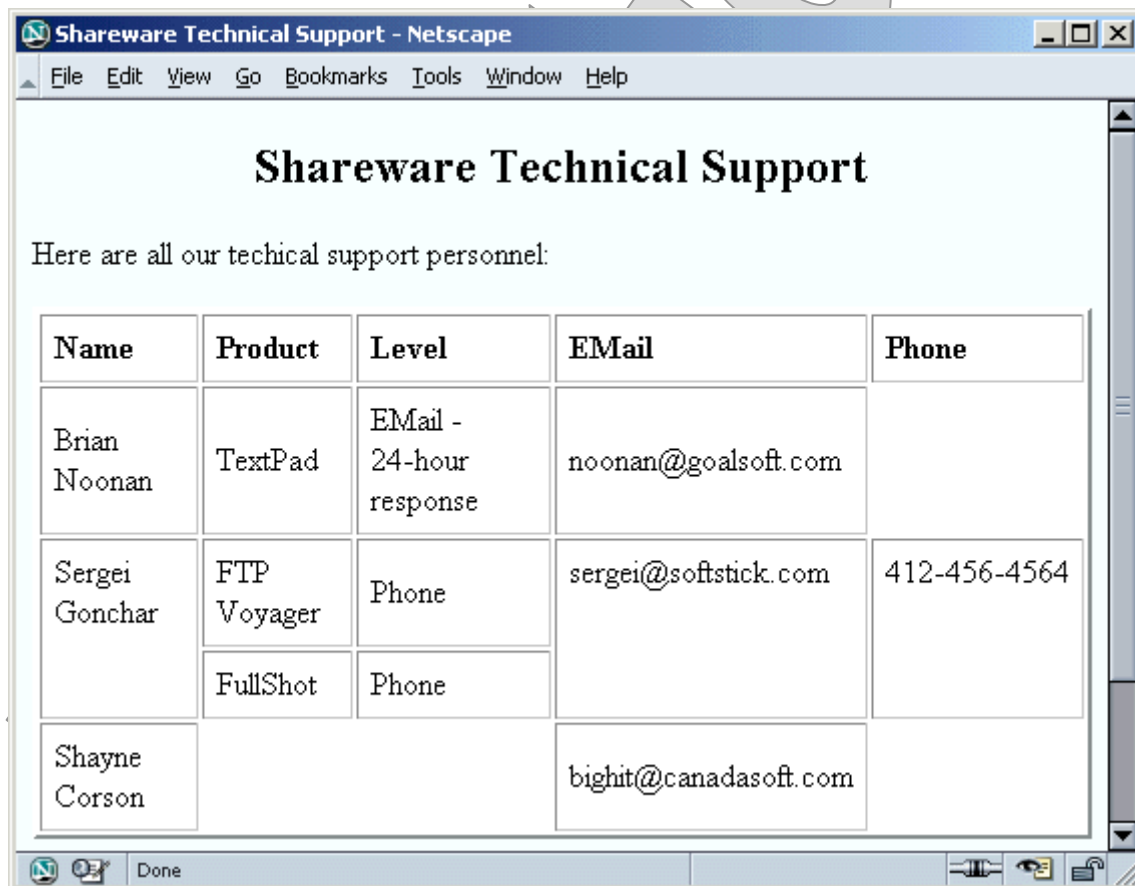 Shareware Technical Support - Netscape
File Edit View Go Bookmarks Tools Window Help
Shareware Technical Support
Here are all our techical support personnel:
Name Product Level EMail Phone
Brian Noonan TextPad EMail - 24-hour response noonan@goalsoft.com
Sergei Gonchar FTP Voyager Phone sergei@softstick.com 412-456-4564
FullShot Phone
Shayne Corson bighit@canadasoft.com
Done